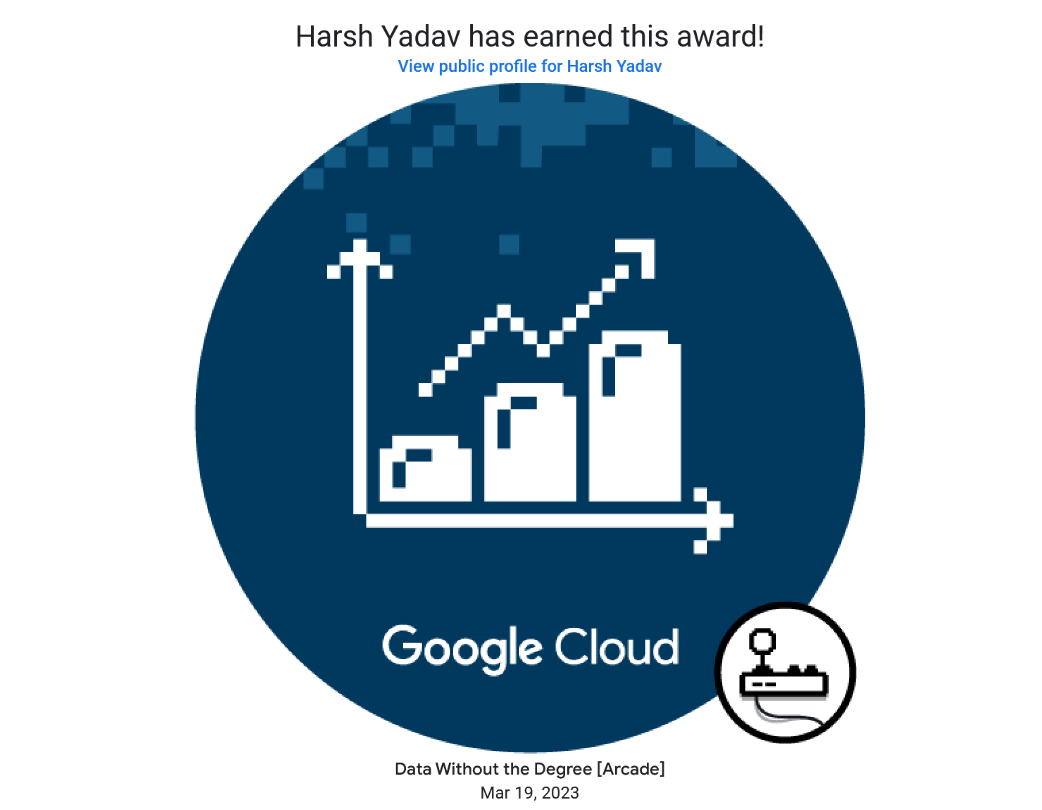 Harsh Yadav has earned this award!
View public profile for Harsh Yadav
Google Cloud
Data Without the Degree [Arcade]
Mar 19, 2023